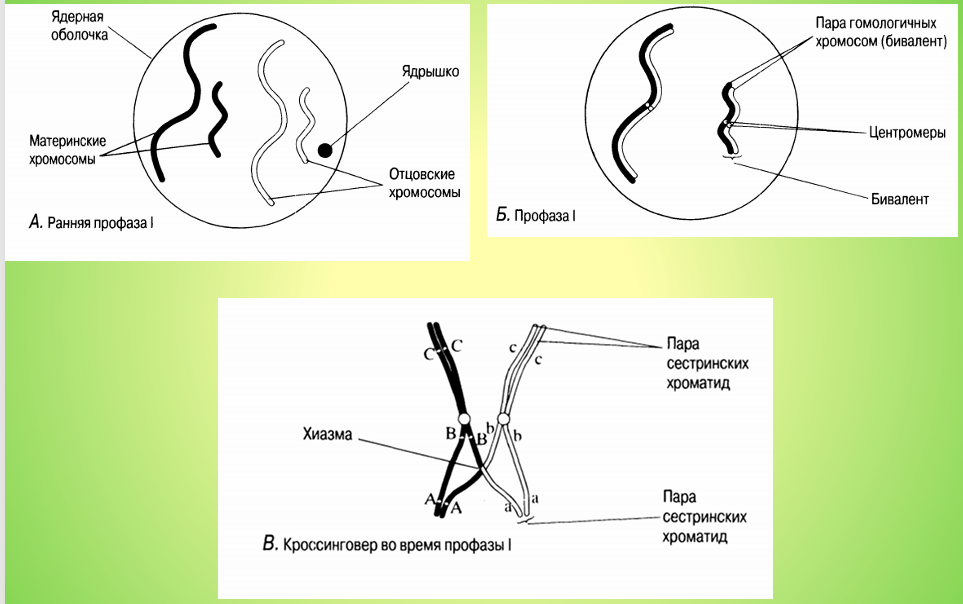 Ядерная
оболочка
Ядрышко
Материнские
хромосомы
Отцовские
хромосомы
А. Ранняя профаза I
Пара гомологичных
хромосом (бивалент)
Центромеры
Бивалент
Б. Профаза I
C C
c c
Пара
сестринских
хроматид
Хиазма
B B b b
A A a a
Пара
сестринских
хроматид
В. Кроссинговер во время профазы I